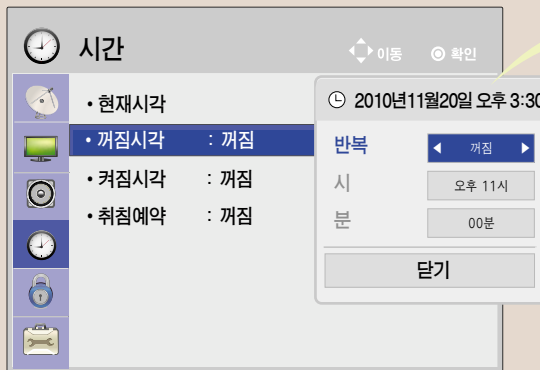 시간
이동 확인
• 현재시각
• 꺼짐시각 : 꺼짐
• 켜짐시각 : 꺼짐
• 취침예약 : 꺼짐
2010년11월20일 오후 3:30
반복 ◀ 꺼짐 ▶
시 오후 11시
분 00분
닫기